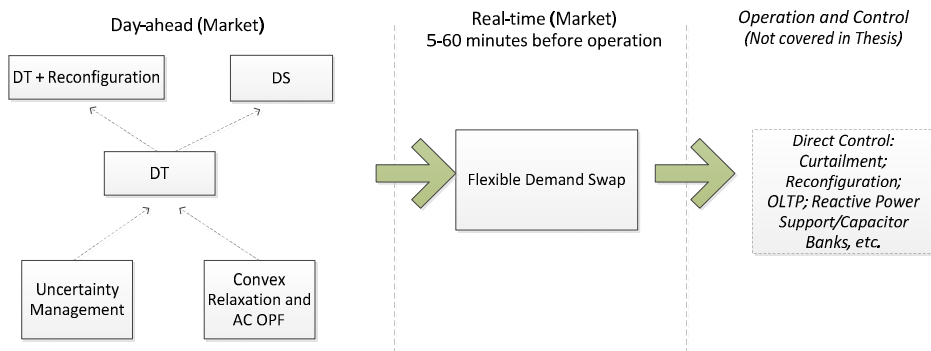 Day-ahead (Market)
DT + Reconfiguration
DS
DT
Uncertainty
Management
Convex
Relaxation and
AC OPF
Real-time (Market)
5-60 minutes before operation
Flexible Demand Swap
Operation and Control
(Not covered in Thesis)
Direct Control:
Curtailment;
Reconfiguration;
OLTP; Reactive Power
Support/Capacitor
Banks, etc.